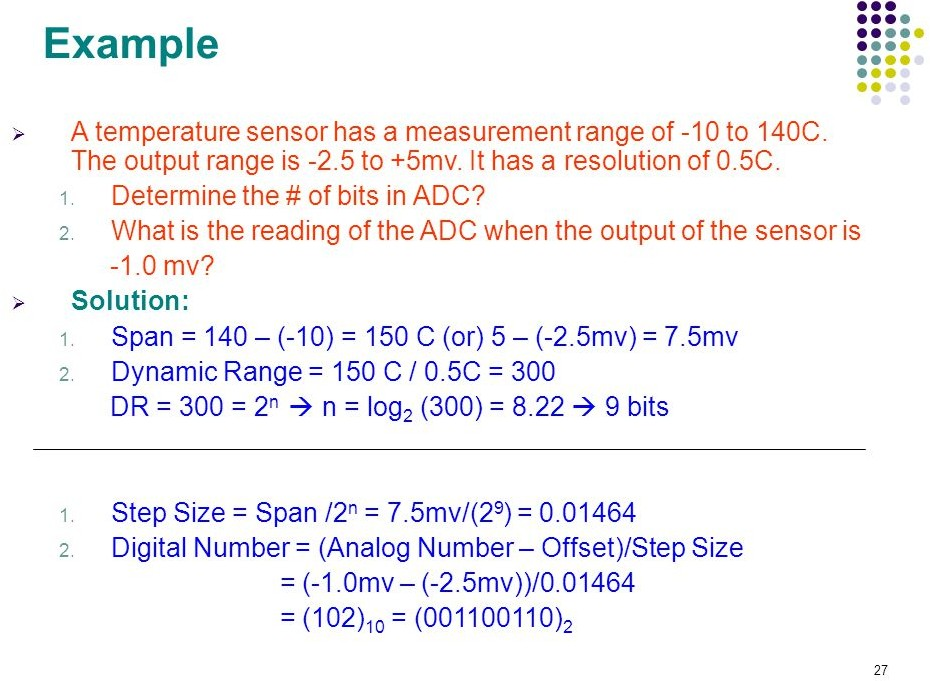 Example
➢ A temperature sensor has a measurement range of -10 to 140C.
The output range is -2.5 to +5mv. It has a resolution of 0.5C.
1. Determine the # of bits in ADC?
2. What is the reading of the ADC when the output of the sensor is
-1.0 mv?
➢ Solution:
1. Span = 140 – (-10) = 150 C (or) 5 – (-2.5mv) = 7.5mv
2. Dynamic Range = 150 C / 0.5C = 300
DR = 300 = 2ⁿ → n = log₂ (300) = 8.22 → 9 bits
1. Step Size = Span /2ⁿ = 7.5mv/(2⁹) = 0.01464
2. Digital Number = (Analog Number – Offset)/Step Size
= (-1.0mv – (-2.5mv))/0.01464
= (102)₁₀ = (001100110)₂
27